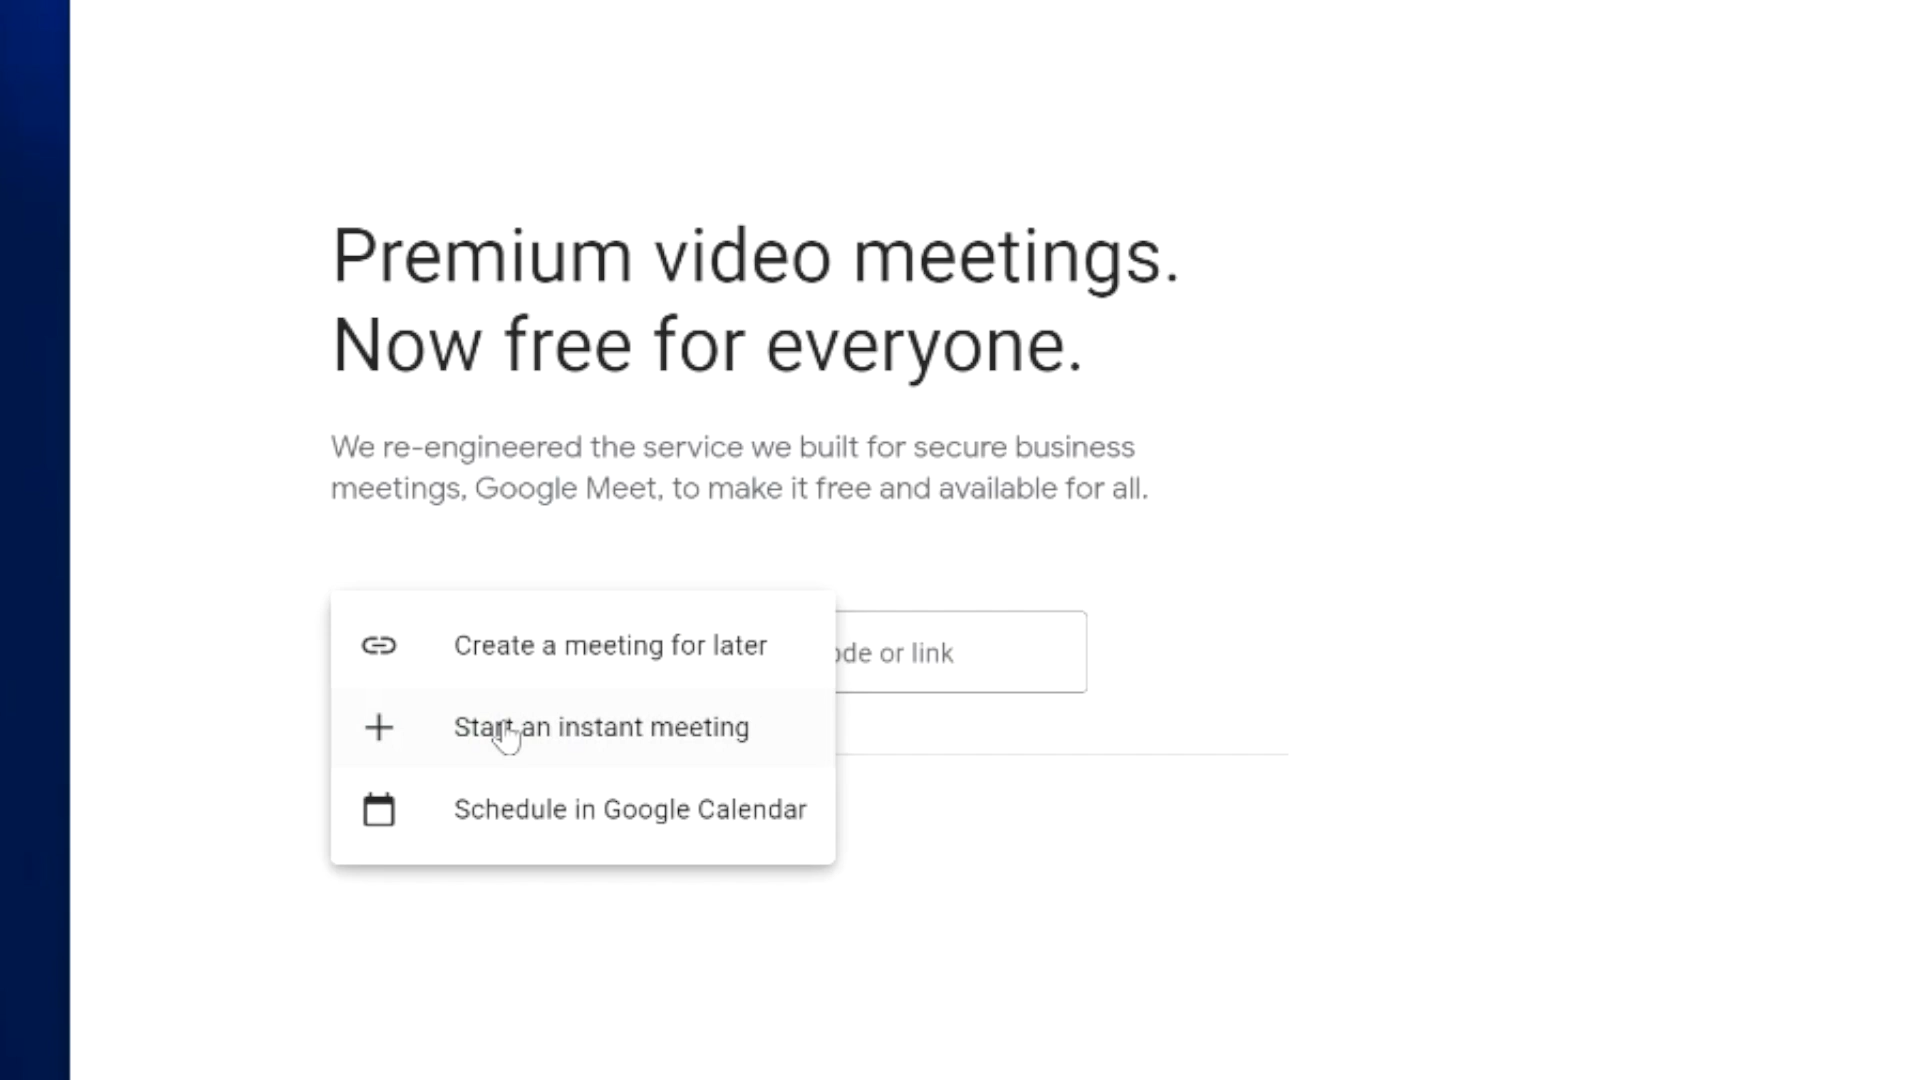 Premium video meetings.
Now free for everyone.
We re-engineered the service we built for secure business
meetings, Google Meet, to make it free and available for all.
Create a meeting for later
or link
Start an instant meeting
Schedule in Google Calendar